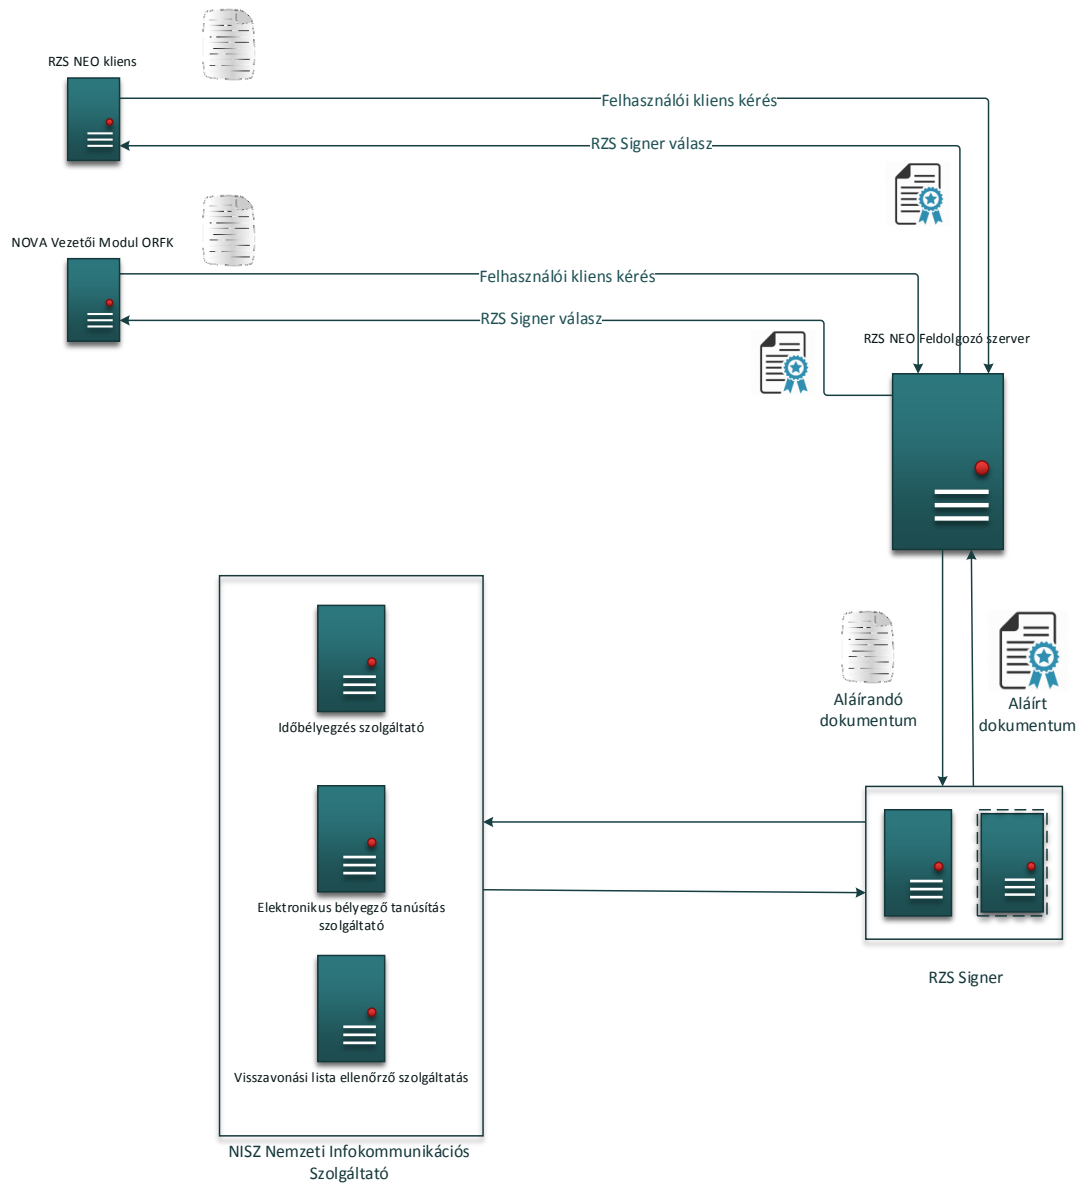 RZS NEO kliens
Felhasználói kliens kérés
RZS Signer válasz
NOVA Vezetői Modul ORFK
Felhasználói kliens kérés
RZS Signer válasz
RZS NEO Feldolgozó szerver
Aláírandó
dokumentum
Aláírt
dokumentum
Időbélyegzés szolgáltató
Elektronikus bélyegző tanúsítás
szolgáltató
RZS Signer
Visszavonási lista ellenőrző szolgáltatás
NISZ Nemzeti Infokommunikációs
Szolgáltató